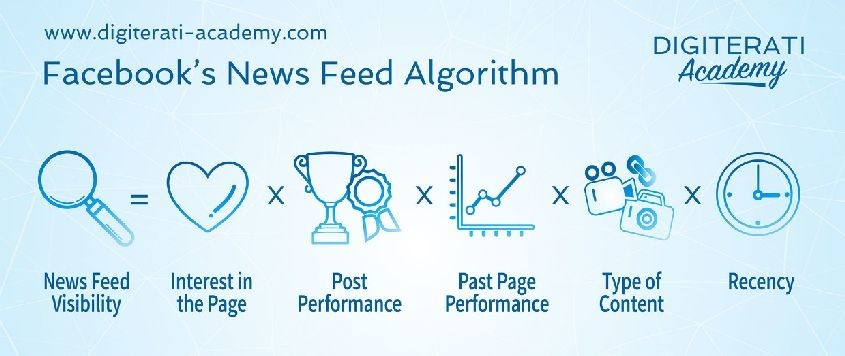 www.digiterati-academy.com
DIGITERATI
Academy
Facebook's News Feed Algorithm
= x x x x
News Feed
Visibility
Interest in
the Page
Post
Performance
Past Page
Performance
Type of
Content
Recency